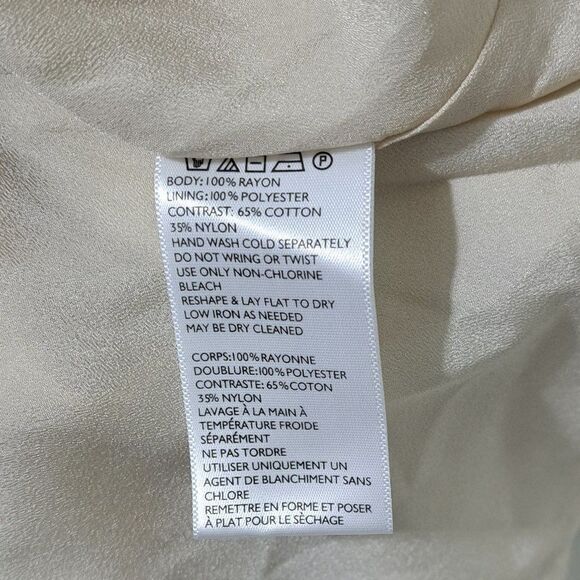 P
BODY: 100% RAYON
LINING: 100% POLYESTER
CONTRAST: 65% COTTON
35% NYLON
HAND WASH COLD SEPARATELY
DO NOT WRING OR TWIST
USE ONLY NON-CHLORINE
BLEACH
RESHAPE & LAY FLAT TO DRY
LOW IRON AS NEEDED
MAY BE DRY CLEANED
CORPS:100% RAYONNE
DOUBLURE:100% POLYESTER
CONTRASTE: 65% COTON
35% NYLON
LAVAGE À LA MAIN À
TEMPÉRATURE FROIDE
SÉPARÉMENT
NE PAS TORDRE
UTILISER UNIQUEMENT UN
AGENT DE BLANCHIMENT SANS
CHLORE
REMETTRE EN FORME ET POSER
À PLAT POUR LE SÈCHAGE